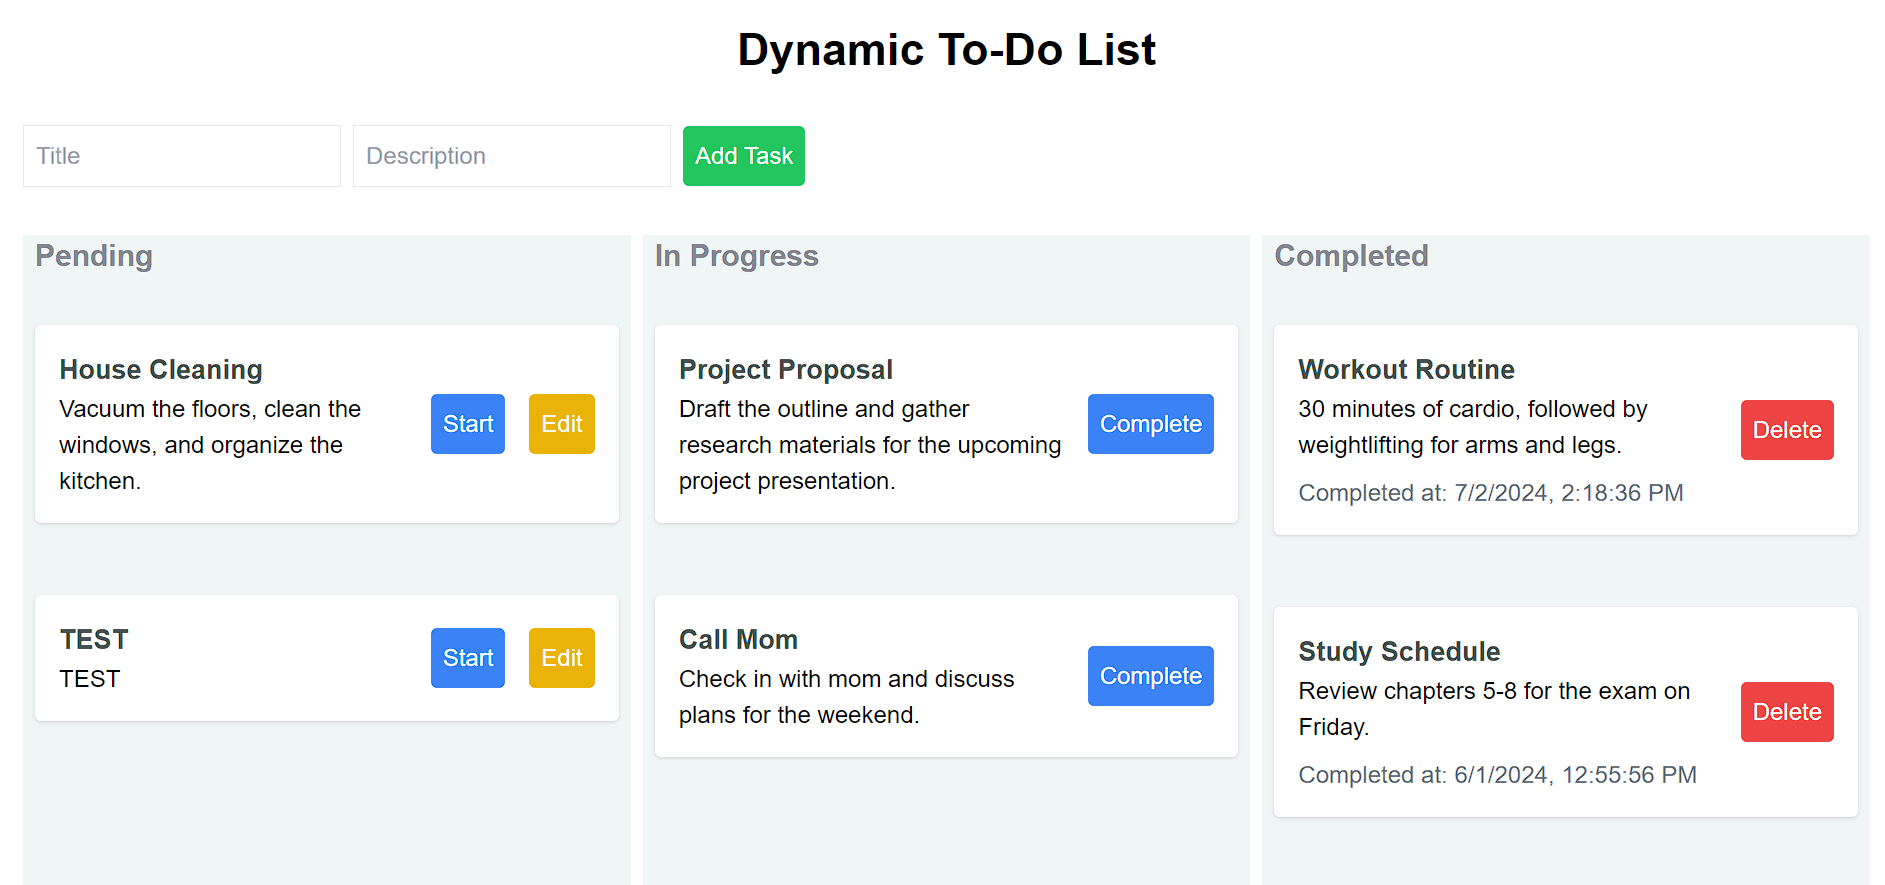 Dynamic To-Do List
Title
Description
Add Task
Pending
House Cleaning
Vacuum the floors, clean the
windows, and organize the
kitchen.
Start
Edit
TEST
TEST
Start
Edit
In Progress
Project Proposal
Draft the outline and gather
research materials for the upcoming
project presentation.
Complete
Call Mom
Check in with mom and discuss
plans for the weekend.
Complete
Completed
Workout Routine
30 minutes of cardio, followed by
weightlifting for arms and legs.
Completed at: 7/2/2024, 2:18:36 PM
Delete
Study Schedule
Review chapters 5-8 for the exam on
Friday.
Completed at: 6/1/2024, 12:55:56 PM
Delete